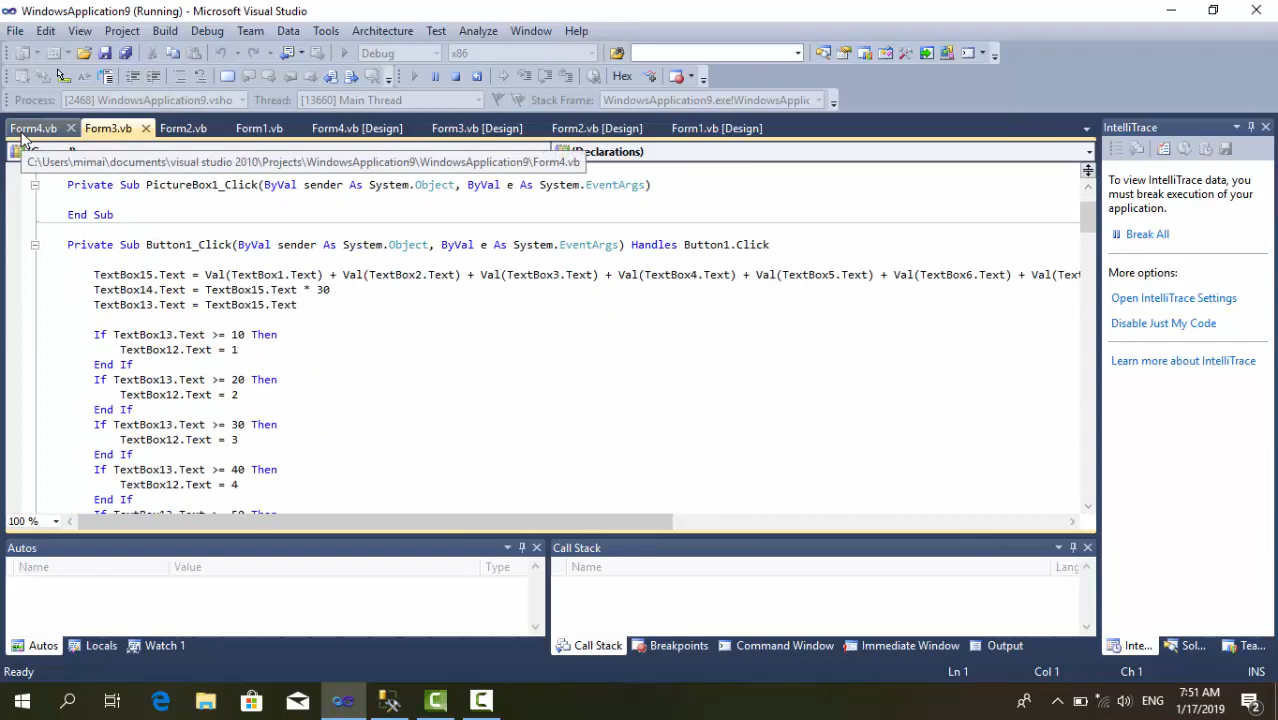 WindowsApplication9 (Running) - Microsoft Visual Studio
File Edit View Project Build Debug Team Data Tools Architecture Test Analyze Window Help
Debug x86
Hex
Process: [2468] WindowsApplication9.vsho Thread: [13660] Main Thread Stack Frame: WindowsApplication9.exe!WindowsApplic
Form4.vb Form3.vb Form2.vb Form1.vb Form4.vb [Design] Form3.vb [Design] Form2.vb [Design] Form1.vb [Design]
IntelliTrace
(Declarations)
C:\Users\mimai\documents\visual studio 2010\Projects\WindowsApplication9\WindowsApplication9\Form4.vb
Private Sub PictureBox1_Click(ByVal sender As System.Object, ByVal e As System.EventArgs)
End Sub
Private Sub Button1_Click(ByVal sender As System.Object, ByVal e As System.EventArgs) Handles Button1.Click
TextBox15.Text = Val(TextBox1.Text) + Val(TextBox2.Text) + Val(TextBox3.Text) + Val(TextBox4.Text) + Val(TextBox5.Text) + Val(TextBox6.Text) + Val(Text
TextBox14.Text = TextBox15.Text * 30
TextBox13.Text = TextBox15.Text
If TextBox13.Text >= 10 Then
TextBox12.Text = 1
End If
If TextBox13.Text >= 20 Then
TextBox12.Text = 2
End If
If TextBox13.Text >= 30 Then
TextBox12.Text = 3
End If
If TextBox13.Text >= 40 Then
TextBox12.Text = 4
End If
If TextBox13.Text >= 50 Then
100 %
To view IntelliTrace data, you
must break execution of your
application.
Break All
More options:
Open IntelliTrace Settings
Disable Just My Code
Learn more about IntelliTrace
Autos
Name Value Type
Call Stack
Name Lang
Autos Locals Watch 1
Call Stack Breakpoints Command Window Immediate Window Output
Inte... Sol... Tea...
Ready Ln 1 Col 1 Ch 1 INS
ENG
7:51 AM
1/17/2019
2